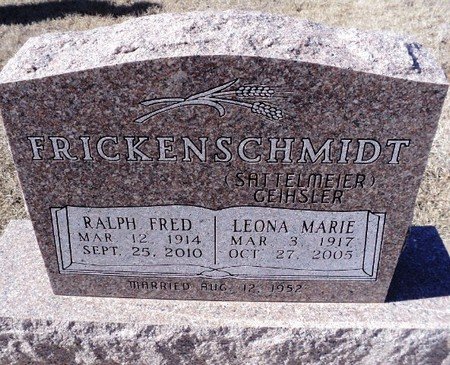 FRICKENSCHMIDT
(SATTELMEIER)
GEIHSLER
RALPH FRED
MAR. 12, 1914
SEPT. 25, 2010
LEONA MARIE
MAR. 3, 1917
OCT. 27, 2005
MARRIED AUG. 12, 1952